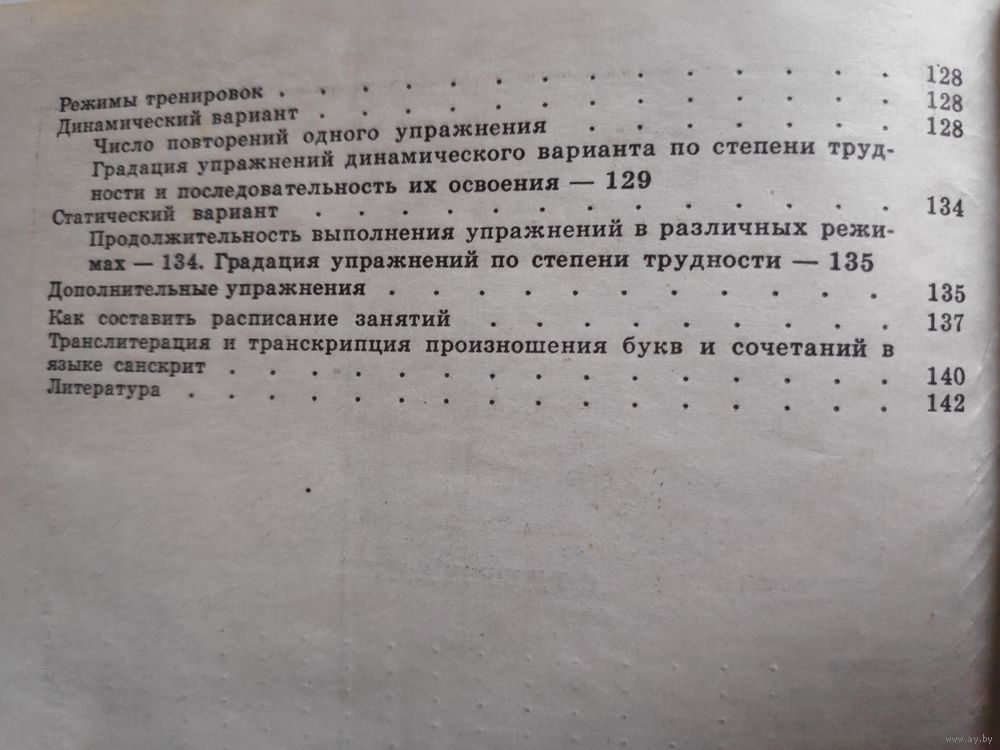 Режимы тренировок . . . . . . . . . . . . . . 128
Динамический вариант . . . . . . . . . . . . . 128
Число повторений одного упражнения . . . . . . . 128
Градация упражнений динамического варианта по степени труд-
ности и последовательность их освоения — 129
Статический вариант . . . . . . . . . . . . . 134
Продолжительность выполнения упражнений в различных режи-
мах — 134. Градация упражнений по степени трудности — 135
Дополнительные упражнения . . . . . . . . . . . . 135
Как составить расписание занятий . . . . . . . . . 137
Транслитерация и транскрипция произношения букв и сочетаний в
языке санскрит . . . . . . . . . . . . . . . 140
Литература . . . . . . . . . . . . . . . . 142
www.ay.by